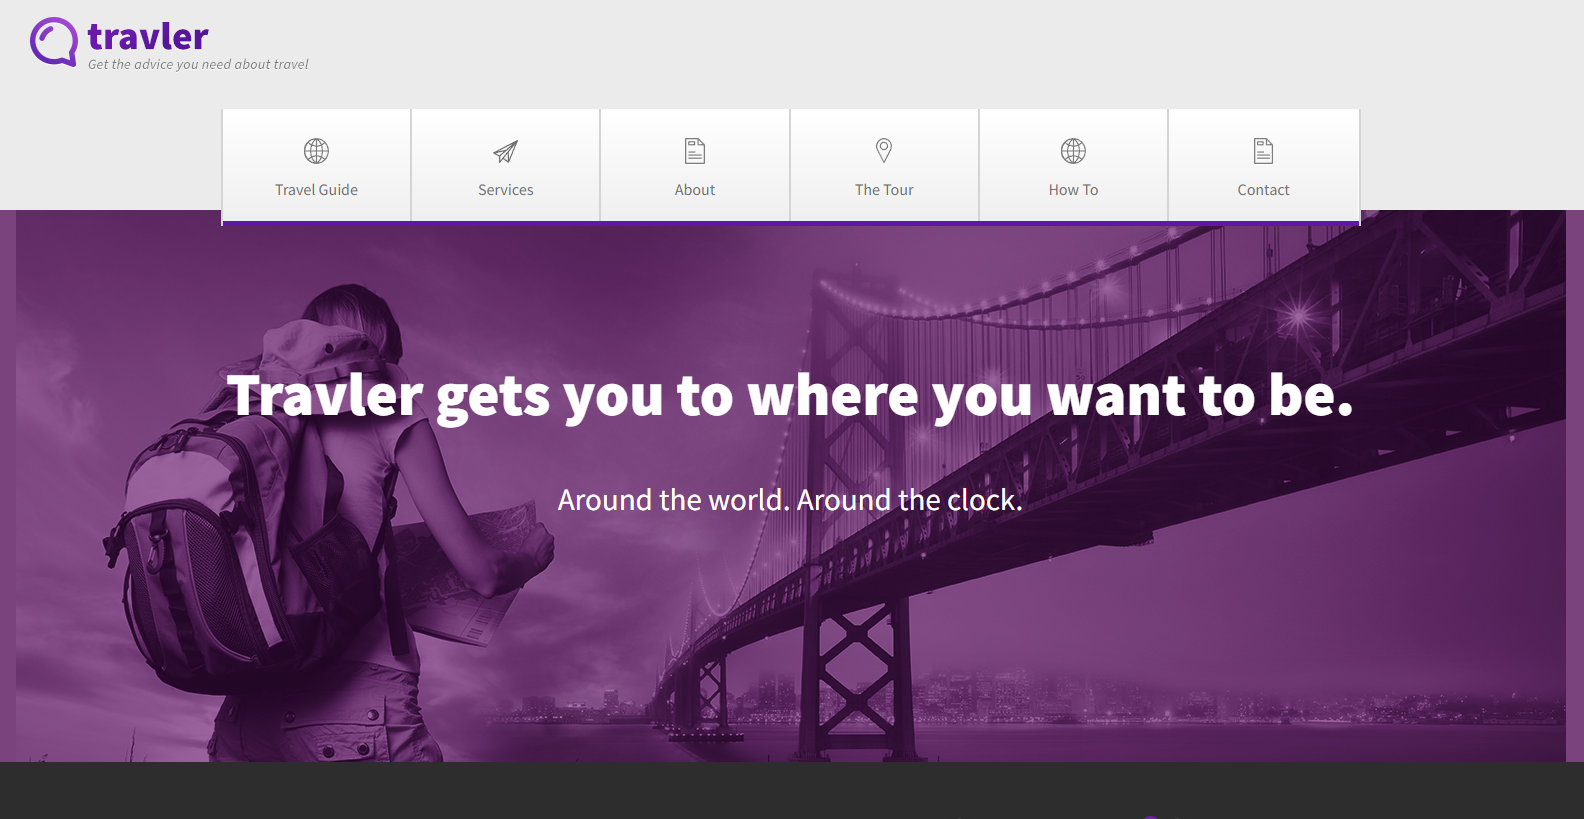 travler
Get the advice you need about travel
Travel Guide
Services
About
The Tour
How To
Contact
Travler gets you to where you want to be.
Around the world. Around the clock.